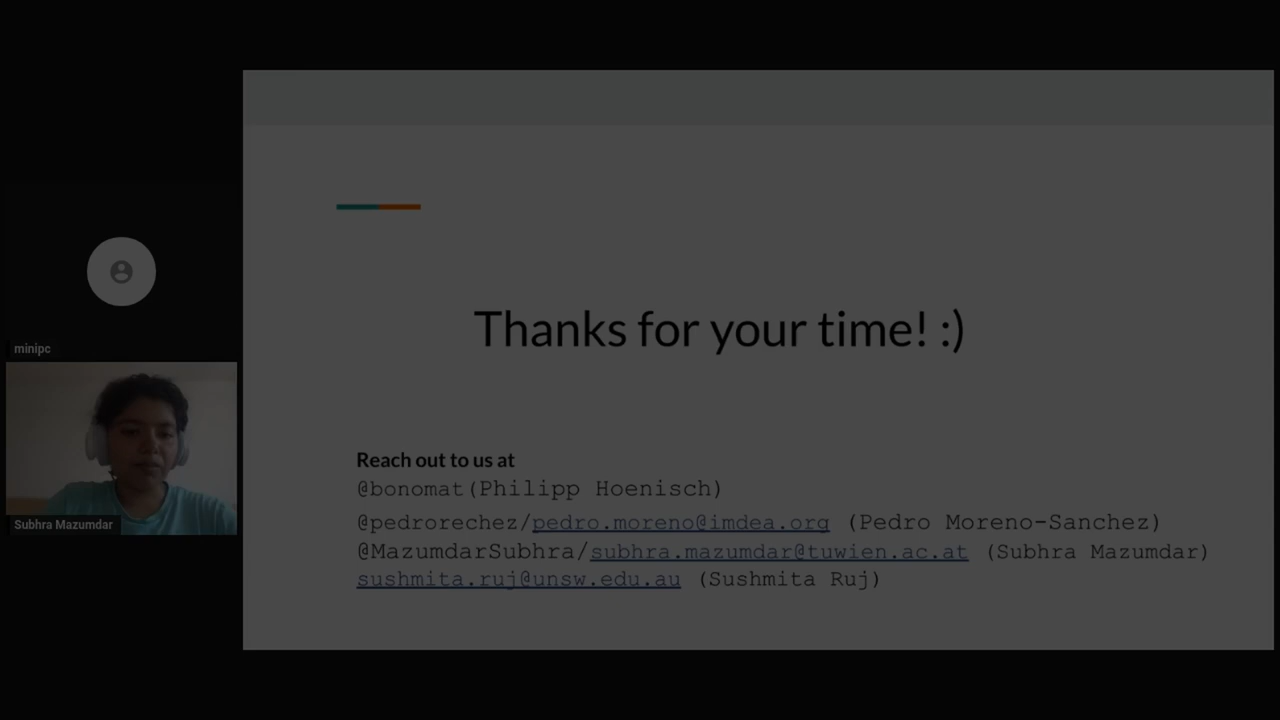 minipc
Subhra Mazumdar
Thanks for your time! :)
Reach out to us at
@bonomat(Philipp Hoenisch)
@pedrorechez/pedro.moreno@imdea.org (Pedro Moreno-Sanchez)
@MazumdarSubhra/subhra.mazumdar@tuwien.ac.at (Subhra Mazumdar)
sushmita.ruj@unsw.edu.au (Sushmita Ruj)